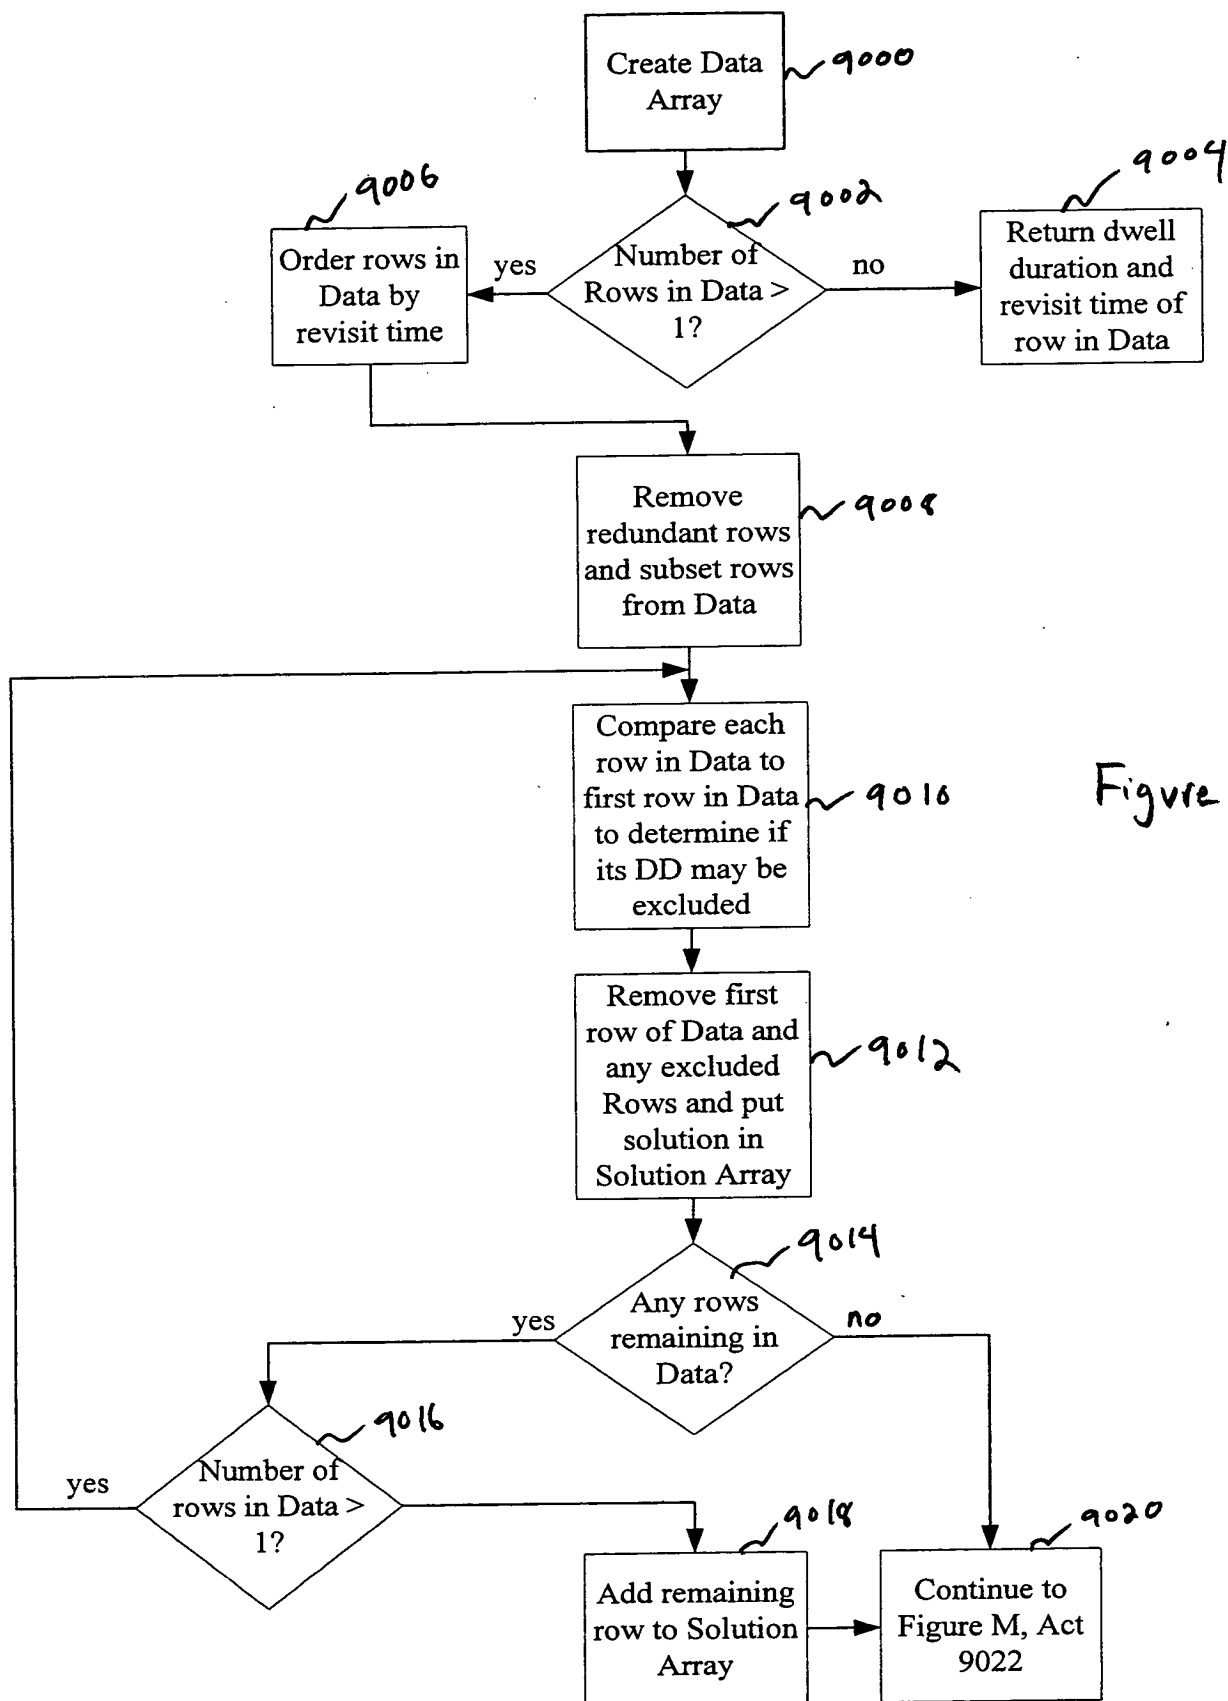 Create Data
Array
9000
9002
Number of
Rows in Data >
1?
yes
no
9006
Order rows in
Data by
revisit time
9004
Return dwell
duration and
revisit time of
row in Data
Remove
redundant rows
and subset rows
from Data
9008
Compare each
row in Data to
first row in Data
to determine if
its DD may be
excluded
9010
Figure
Remove first
row of Data and
any excluded
Rows and put
solution in
Solution Array
9012
9014
Any rows
remaining in
Data?
yes
no
9016
Number of
rows in Data >
1?
yes
9018
Add remaining
row to Solution
Array
9020
Continue to
Figure M, Act
9022